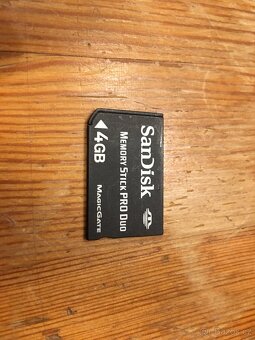 SanDisk
MEMORY STICK PRO DUO
4GB
MAGICGATE